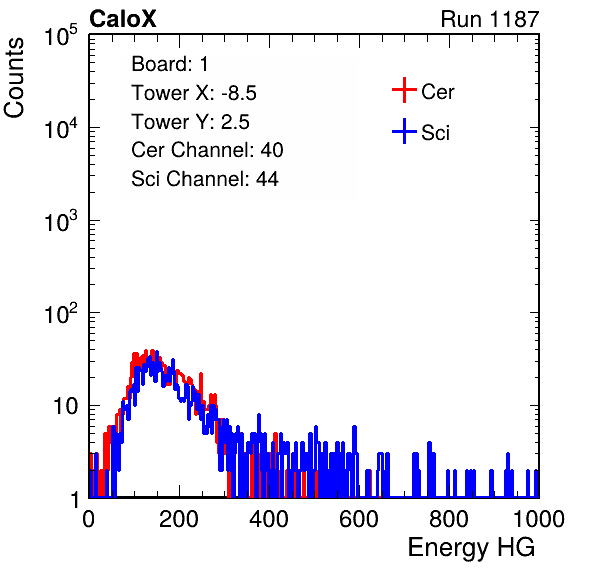 CaloX Run 1187
Counts
10^5
10^4
10^3
10^2
10
1
Board: 1
Tower X: -8.5
Tower Y: 2.5
Cer Channel: 40
Sci Channel: 44
Cer
Sci
0 200 400 600 800 1000
Energy HG